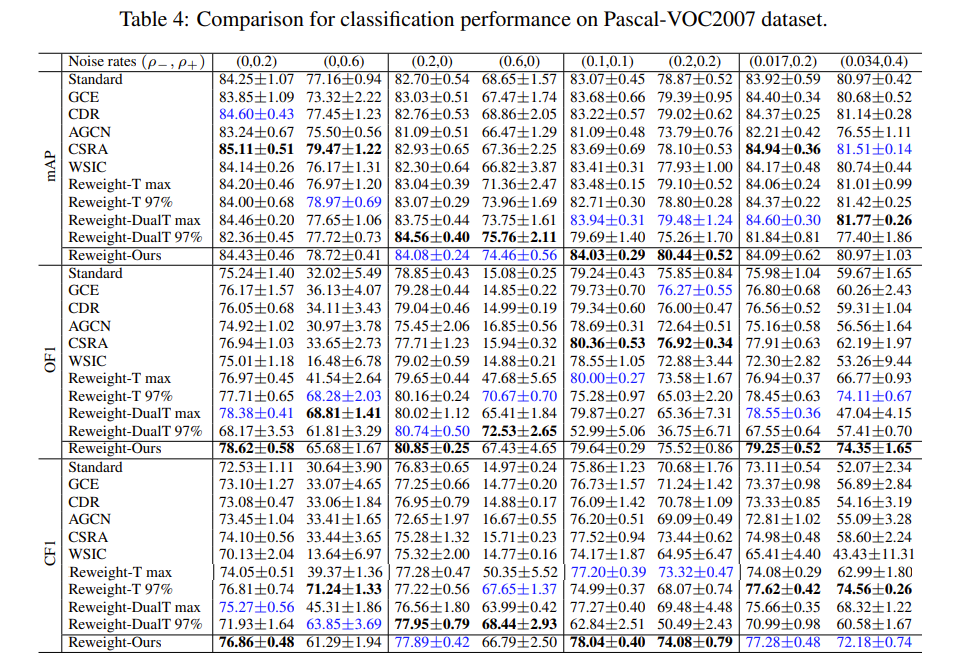 Table 4: Comparison for classification performance on Pascal-VOC2007 dataset.
Noise rates (ρ−, ρ+) (0,0.2) (0,0.6) (0.2,0) (0.6,0) (0.1,0.1) (0.2,0.2) (0.017,0.2) (0.034,0.4)
mAP
Standard 84.25±1.07 77.16±0.94 82.70±0.54 68.65±1.57 83.07±0.45 78.87±0.52 83.92±0.59 80.97±0.42
GCE 83.85±1.09 73.32±2.22 83.03±0.51 67.47±1.74 83.68±0.66 79.39±0.95 84.40±0.34 80.68±0.52
CDR 84.60±0.43 77.45±1.23 82.76±0.53 68.86±2.05 83.22±0.57 79.02±0.62 84.37±0.25 81.14±0.28
AGCN 83.24±0.67 75.50±0.56 81.09±0.51 66.47±1.29 81.09±0.48 73.79±0.76 82.21±0.42 76.55±1.11
CSRA 85.11±0.51 79.47±1.22 82.93±0.65 67.36±2.25 83.69±0.69 78.10±0.53 84.94±0.36 81.51±0.14
WSIC 84.14±0.26 76.17±1.31 82.30±0.64 66.82±3.87 83.41±0.31 77.93±1.00 84.17±0.48 80.74±0.44
Reweight-T max 84.20±0.46 76.97±1.20 83.04±0.39 71.36±2.47 83.48±0.15 79.10±0.52 84.06±0.24 81.01±0.99
Reweight-T 97% 84.00±0.68 78.97±0.69 83.07±0.29 73.96±1.69 82.71±0.30 78.80±0.28 84.37±0.22 81.42±0.25
Reweight-DualT max 84.46±0.20 77.65±1.06 83.75±0.44 73.75±1.61 83.94±0.31 79.48±1.24 84.60±0.30 81.77±0.26
Reweight-DualT 97% 82.36±0.45 77.72±0.73 84.56±0.40 75.76±2.11 79.69±1.40 75.26±1.70 81.84±0.81 77.40±1.86
Reweight-Ours 84.43±0.46 78.72±0.41 84.08±0.24 74.46±0.56 84.03±0.29 80.44±0.52 84.09±0.62 80.97±1.03
OF1
Standard 75.24±1.40 32.02±5.49 78.85±0.43 15.08±0.25 79.24±0.43 75.85±0.84 75.98±1.04 59.67±1.65
GCE 76.17±1.57 36.13±4.07 79.28±0.44 14.85±0.22 79.73±0.70 76.27±0.55 76.80±0.68 60.26±2.43
CDR 76.05±0.68 34.11±3.43 79.04±0.46 14.99±0.19 79.34±0.60 76.00±0.47 76.56±0.52 59.31±1.04
AGCN 74.92±1.02 30.97±3.78 75.45±2.06 16.85±0.56 78.69±0.31 72.64±0.51 75.16±0.58 56.56±1.64
CSRA 76.94±1.03 33.65±2.73 77.71±1.23 15.94±0.32 80.36±0.53 76.92±0.34 77.91±0.63 62.19±1.97
WSIC 75.01±1.18 16.48±6.78 79.02±0.59 14.88±0.21 78.55±1.05 72.88±3.44 72.30±2.82 53.26±9.44
Reweight-T max 76.97±0.45 41.54±2.64 79.65±0.44 47.68±5.65 80.00±0.27 73.58±1.67 76.94±0.37 66.77±0.93
Reweight-T 97% 77.71±0.65 68.28±2.03 80.16±0.24 70.67±0.70 75.28±0.97 65.03±2.20 78.45±0.63 74.11±0.67
Reweight-DualT max 78.38±0.41 68.81±1.41 80.02±1.12 65.41±1.84 79.87±0.27 65.36±7.31 78.55±0.36 47.04±4.15
Reweight-DualT 97% 68.17±3.53 61.81±3.29 80.74±0.50 72.53±2.65 52.99±5.06 36.75±6.71 67.55±0.64 57.41±0.70
Reweight-Ours 78.62±0.58 65.68±1.67 80.85±0.25 67.43±4.65 79.64±0.29 75.52±0.86 79.25±0.52 74.35±1.65
CF1
Standard 72.53±1.11 30.64±3.90 76.83±0.65 14.97±0.24 75.86±1.23 70.68±1.76 73.11±0.54 52.07±2.34
GCE 73.10±1.27 33.07±4.65 77.25±0.66 14.77±0.20 76.73±1.57 71.24±1.42 73.37±0.98 56.89±2.84
CDR 73.08±0.47 33.06±1.84 76.95±0.79 14.88±0.17 76.09±1.42 70.78±1.09 73.33±0.85 54.16±3.19
AGCN 73.45±1.04 33.41±1.65 72.65±1.97 16.67±0.55 76.20±0.51 69.09±0.49 72.81±1.02 55.09±3.28
CSRA 74.10±0.56 33.44±3.65 75.28±1.32 15.71±0.23 77.52±0.94 73.44±0.62 74.98±0.48 58.60±2.24
WSIC 70.13±2.04 13.64±6.97 75.32±2.00 14.77±0.16 74.17±1.87 64.95±6.47 65.41±4.40 43.43±11.31
Reweight-T max 74.05±0.51 39.37±1.36 77.28±0.47 50.35±5.52 77.20±0.39 73.32±0.47 74.08±0.29 62.99±1.80
Reweight-T 97% 76.81±0.74 71.24±1.33 77.22±0.56 67.65±1.37 74.99±0.37 68.07±0.74 77.62±0.42 74.56±0.26
Reweight-DualT max 75.27±0.56 45.31±1.86 76.56±1.80 63.99±0.42 77.27±0.40 69.48±4.48 75.66±0.35 68.32±1.22
Reweight-DualT 97% 71.93±1.64 63.85±3.69 77.95±0.79 68.44±2.93 62.84±2.51 50.49±2.43 70.99±0.98 60.58±1.67
Reweight-Ours 76.86±0.48 61.29±1.94 77.89±0.42 66.79±2.50 78.04±0.40 74.08±0.79 77.28±0.48 72.18±0.74